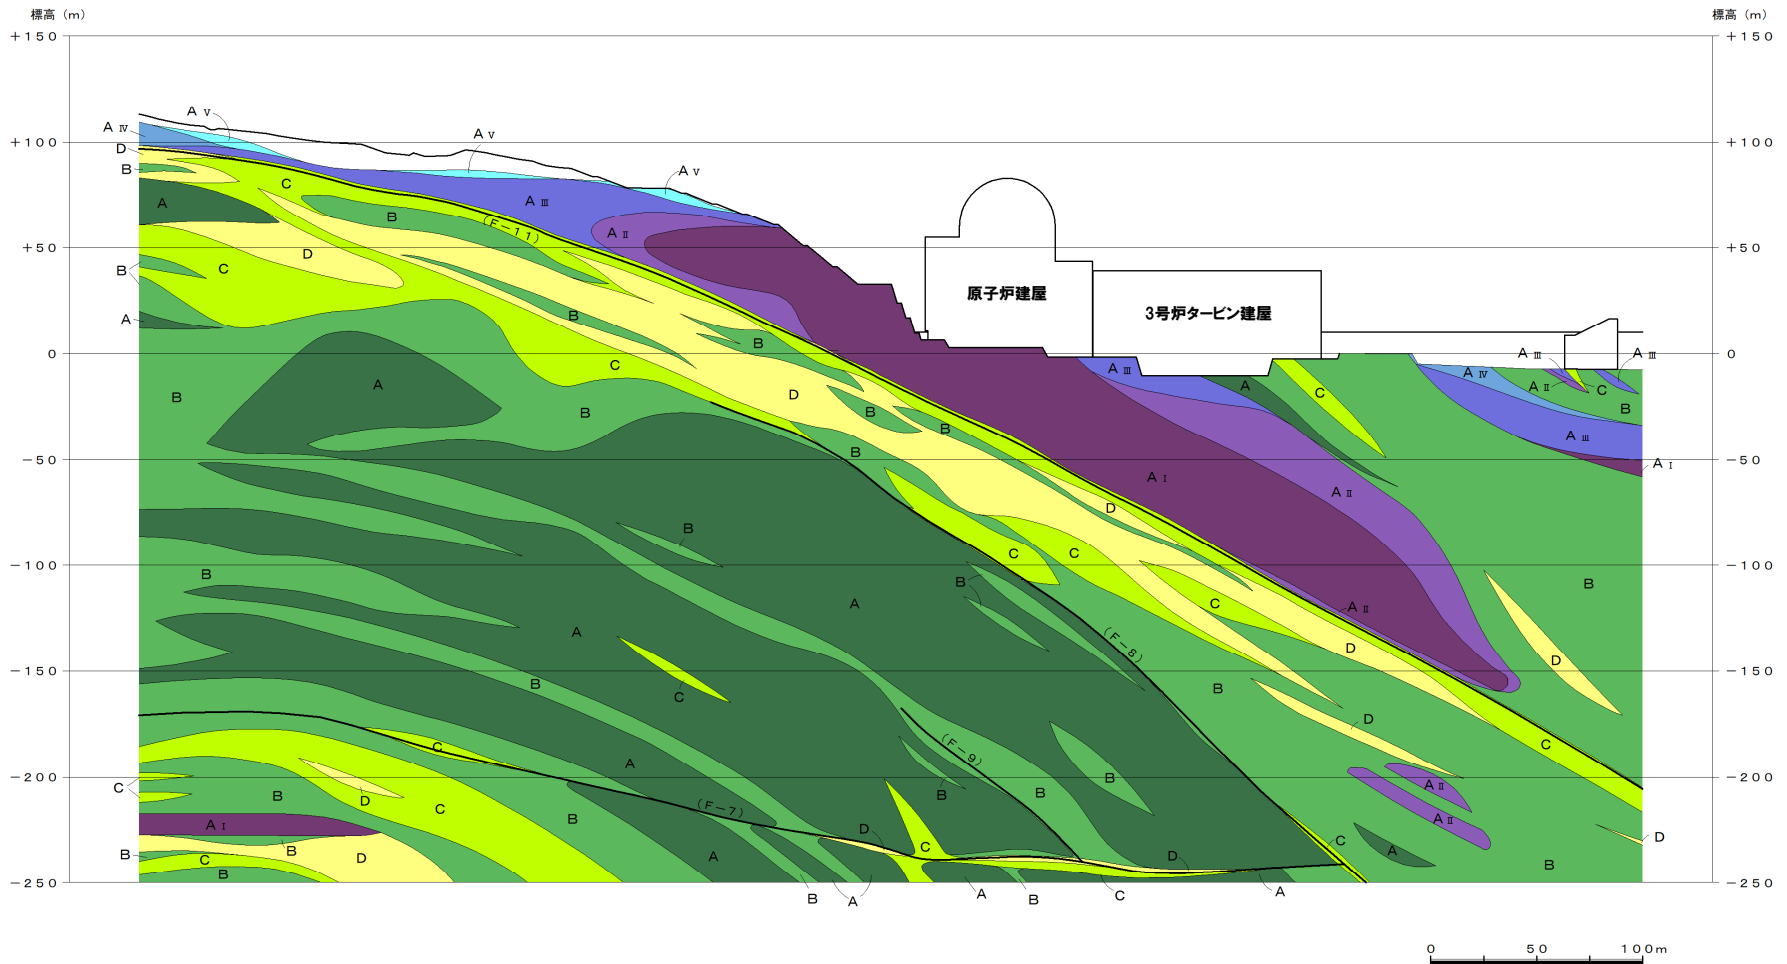 標高（m） 標高（m）
＋150 ＋150
A Ⅴ
A Ⅳ
A Ⅴ
＋100 ＋100
D
B
A Ⅴ
C
A
A Ⅲ
B
(F－11)
A Ⅱ
＋50 ＋50
D
C
B
原子炉建屋
3号炉タービン建屋
A
B
B
0 0
A Ⅲ A Ⅲ
C
A Ⅲ
A Ⅳ
A
A
A Ⅱ
C
B
D
C
B
B
B
B
A Ⅲ
B
－50 －50
A Ⅰ
A Ⅰ
A Ⅱ
D
B
C
C
－100 －100
B
B
B
A
C
A Ⅱ
A
(F－8)
D
D
－150 －150
B
B
C
D
(F－9)
C
C
A
－200 －200
B
A Ⅱ
C
B
D
B
B
C
(F－7)
B
A Ⅱ
A Ⅰ
D
D
C
B
B
C
D
A
C
D
A
B
B
－250 －250
B
A
A
B
C
A
0 50 100m